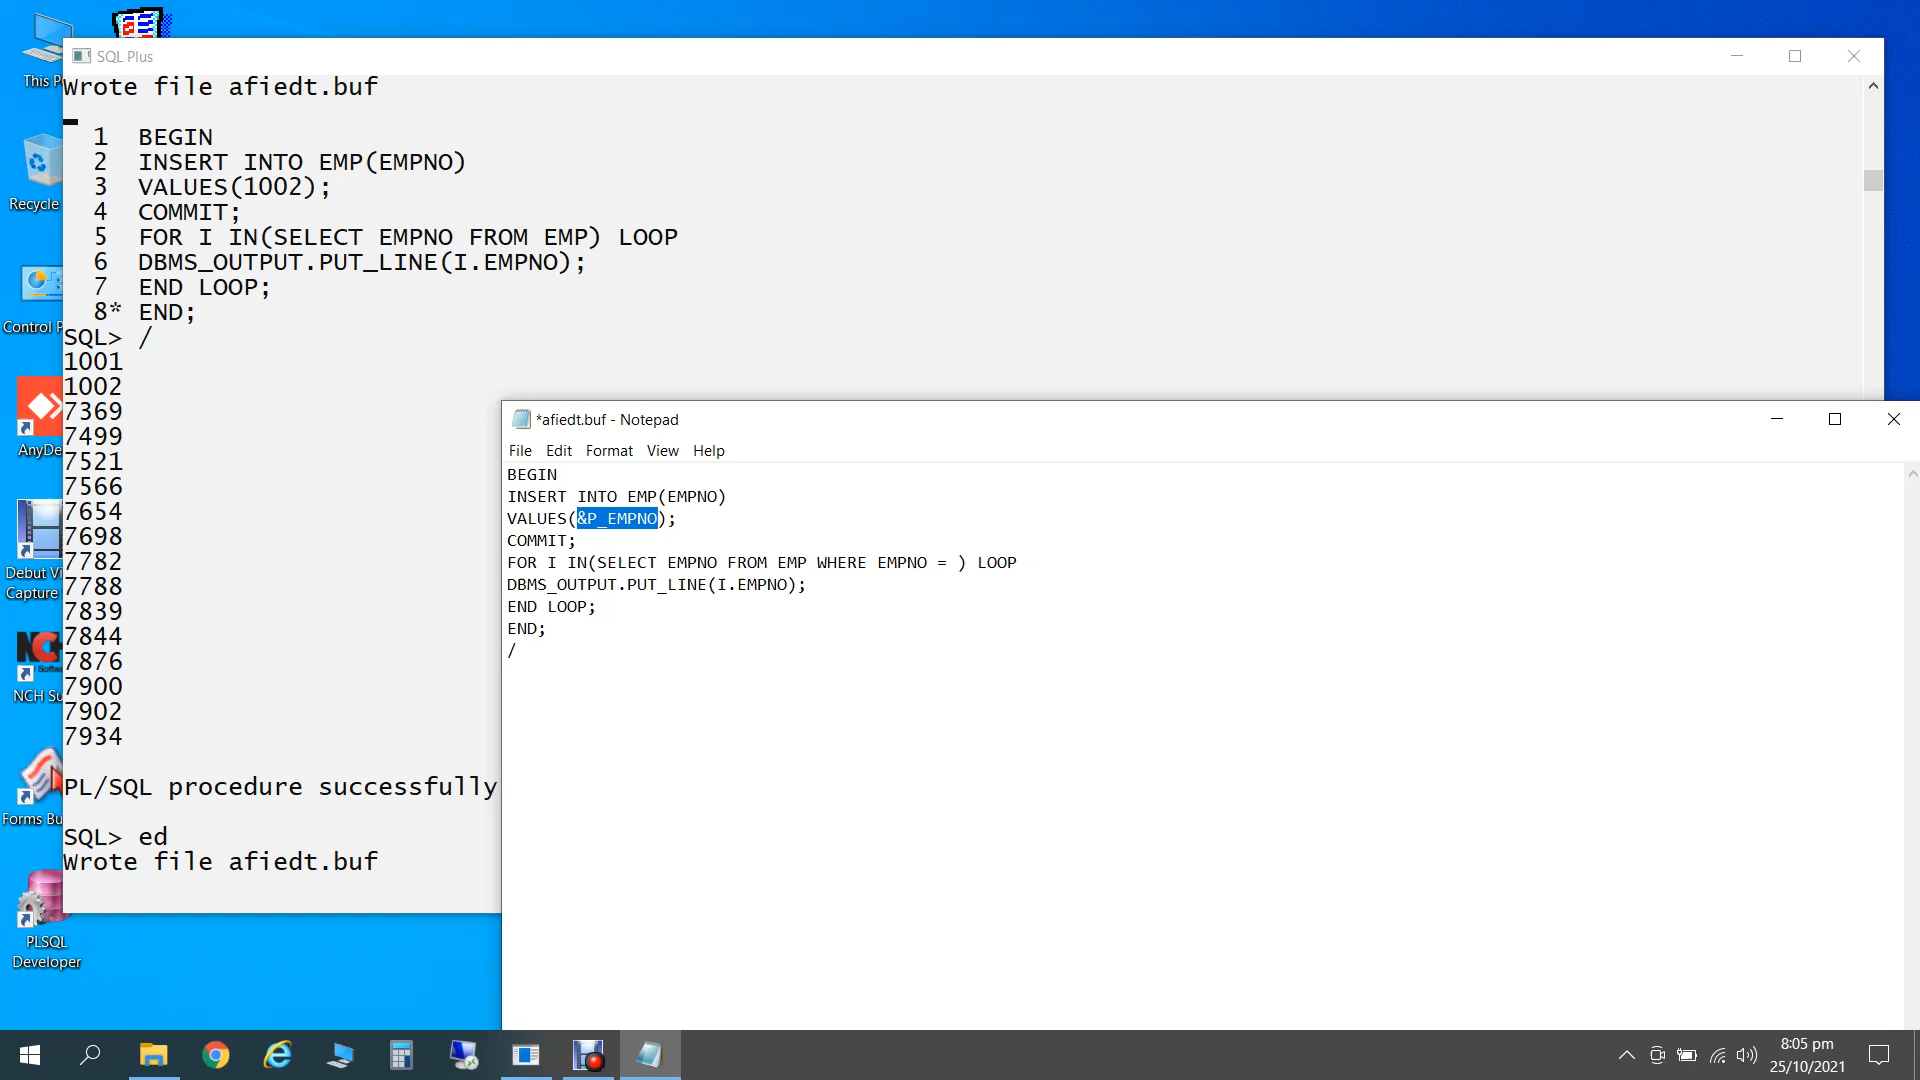 This P
Recycle
Control P
AnyDe
Debut Vi
Capture
NCH Su
Forms Bu
PLSQL
Developer
SQL Plus
Wrote file afiedt.buf
1 BEGIN
2 INSERT INTO EMP(EMPNO)
3 VALUES(1002);
4 COMMIT;
5 FOR I IN(SELECT EMPNO FROM EMP) LOOP
6 DBMS_OUTPUT.PUT_LINE(I.EMPNO);
7 END LOOP;
8* END;
SQL> /
1001
1002
7369
7499
7521
7566
7654
7698
7782
7788
7839
7844
7876
7900
7902
7934
PL/SQL procedure successfully
SQL> ed
Wrote file afiedt.buf
*afiedt.buf - Notepad
File Edit Format View Help
BEGIN
INSERT INTO EMP(EMPNO)
VALUES(&P_EMPNO);
COMMIT;
FOR I IN(SELECT EMPNO FROM EMP WHERE EMPNO = ) LOOP
DBMS_OUTPUT.PUT_LINE(I.EMPNO);
END LOOP;
END;
/
8:05 pm
25/10/2021